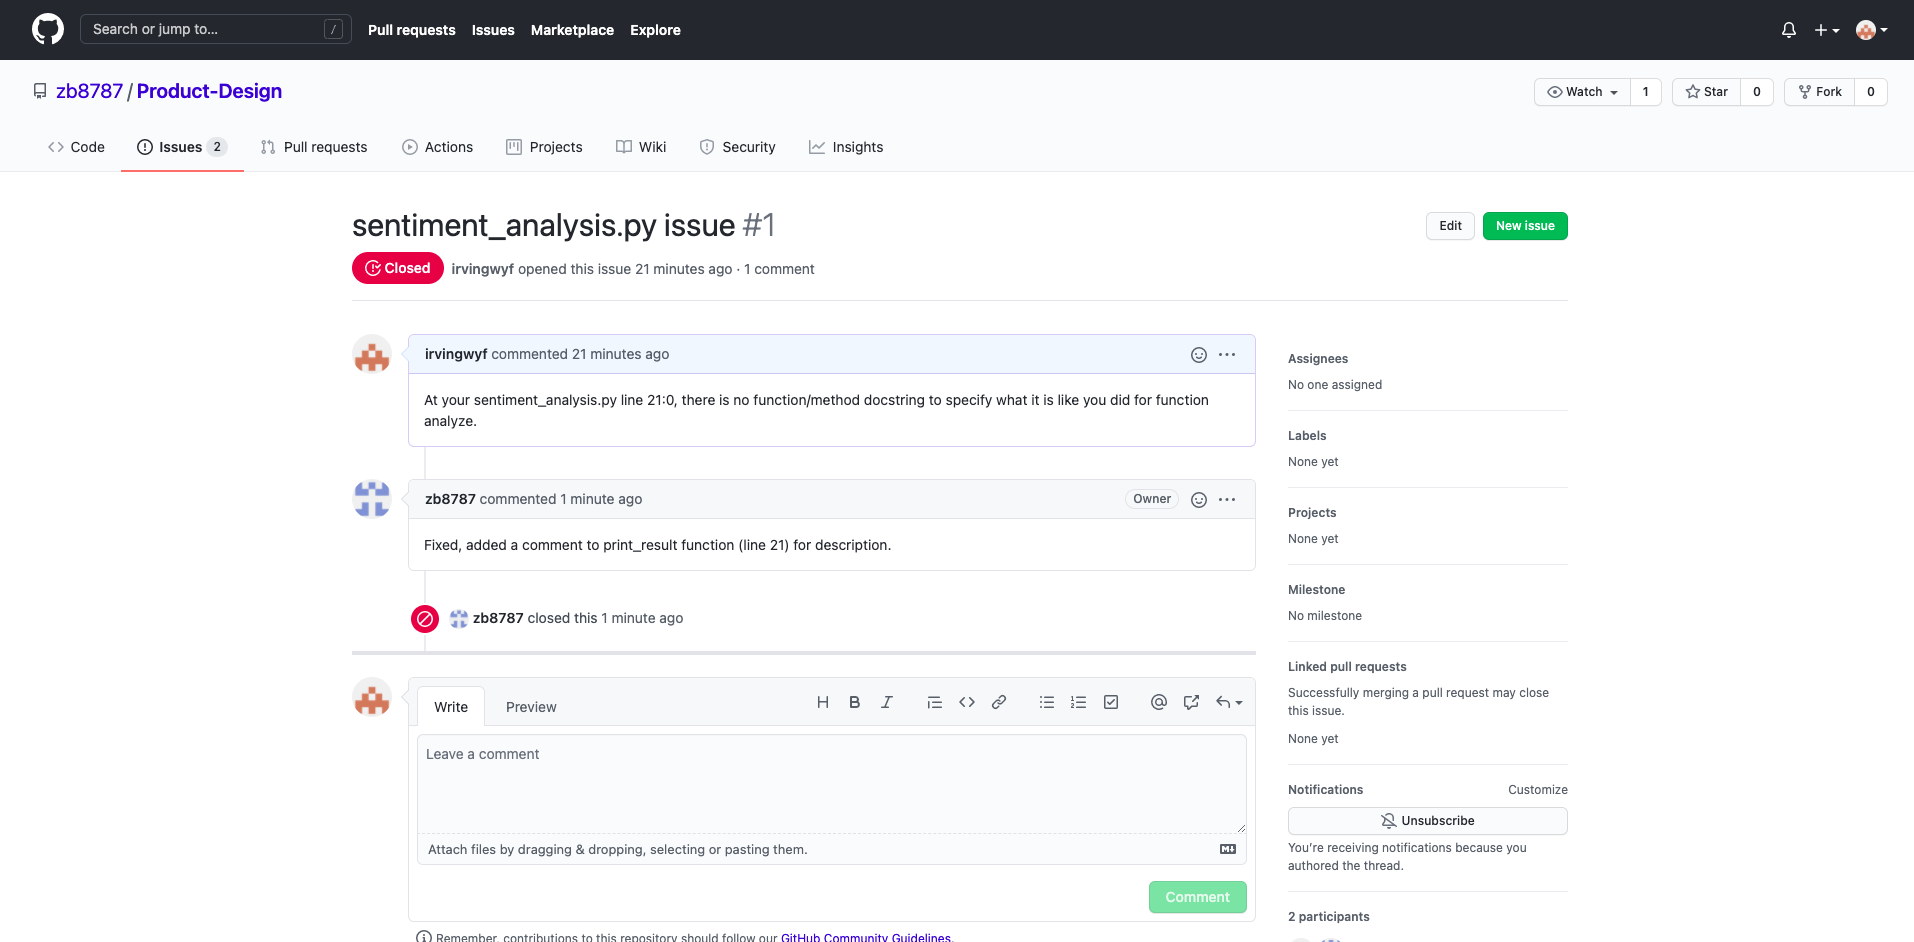 Search or jump to... /
Pull requests Issues Marketplace Explore
zb8787 / Product-Design
Watch 1 Star 0 Fork 0
Code Issues 2 Pull requests Actions Projects Wiki Security Insights
sentiment_analysis.py issue #1
Edit New issue
Closed irvingwyf opened this issue 21 minutes ago · 1 comment
irvingwyf commented 21 minutes ago
At your sentiment_analysis.py line 21:0, there is no function/method docstring to specify what it is like you did for function
analyze.
zb8787 commented 1 minute ago Owner
Fixed, added a comment to print_result function (line 21) for description.
zb8787 closed this 1 minute ago
Write Preview
Leave a comment
Attach files by dragging & dropping, selecting or pasting them.
Comment
Remember, contributions to this repository should follow our GitHub Community Guidelines.
Assignees
No one assigned
Labels
None yet
Projects
None yet
Milestone
No milestone
Linked pull requests
Successfully merging a pull request may close
this issue.
None yet
Notifications Customize
Unsubscribe
You're receiving notifications because you
authored the thread.
2 participants